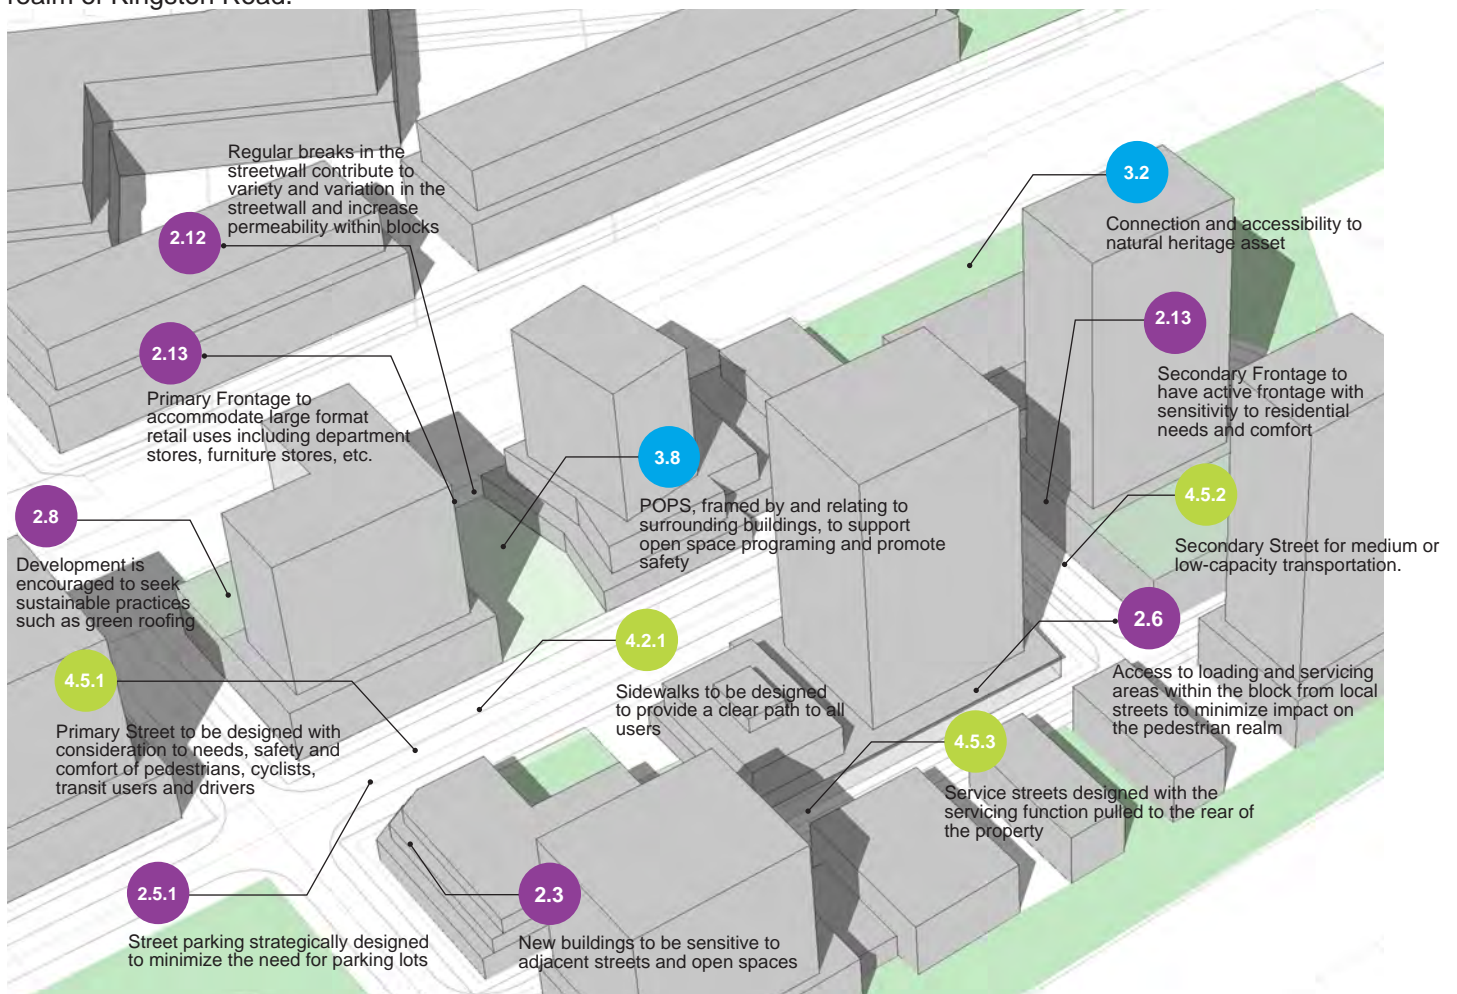 realm of Kingston Road.
Regular breaks in the
streetwall contribute to
variety and variation in the
streetwall and increase
permeability within blocks
2.12
2.13
Primary Frontage to
accommodate large format
retail uses including department
stores, furniture stores, etc.
2.8
Development is
encouraged to seek
sustainable practices
such as green roofing
4.5.1
Primary Street to be designed with
consideration to needs, safety and
comfort of pedestrians, cyclists,
transit users and drivers
2.5.1
Street parking strategically designed
to minimize the need for parking lots
3.8
POPS, framed by and relating to
surrounding buildings, to support
open space programing and promote
safety
4.2.1
Sidewalks to be designed
to provide a clear path to all
users
2.3
New buildings to be sensitive to
adjacent streets and open spaces
3.2
Connection and accessibility to
natural heritage asset
2.13
Secondary Frontage to
have active frontage with
sensitivity to residential
needs and comfort
4.5.2
Secondary Street for medium or
low-capacity transportation.
2.6
Access to loading and servicing
areas within the block from local
streets to minimize impact on
the pedestrian realm
4.5.3
Service streets designed with the
servicing function pulled to the rear of
the property